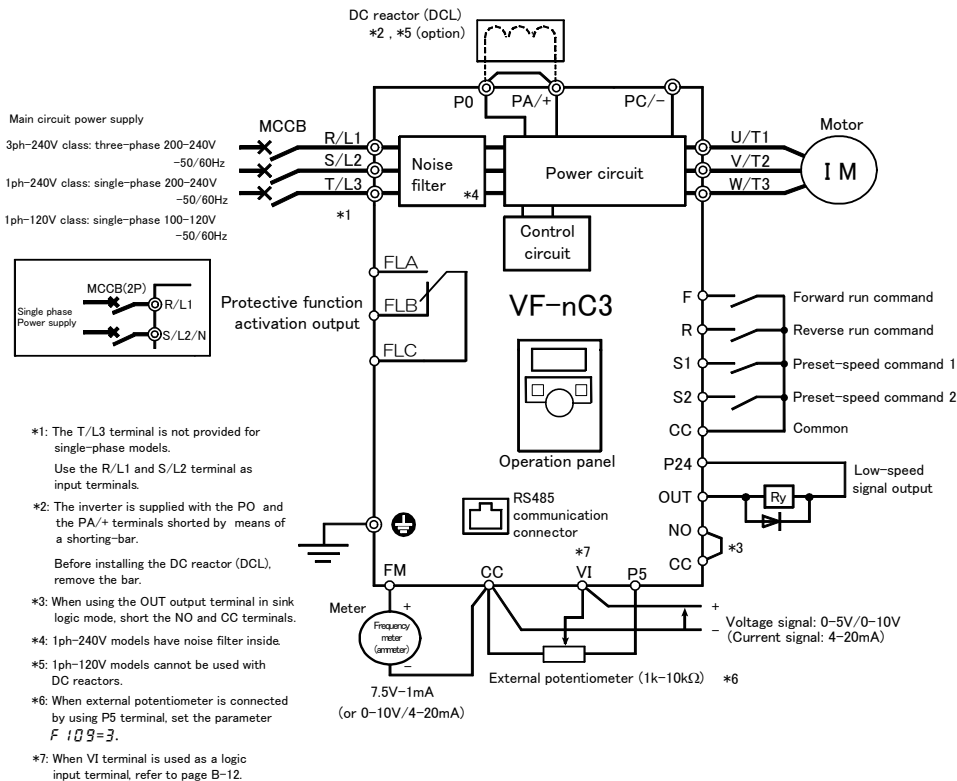 DC reactor (DCL)
*2 , *5 (option)
P0
PA/+
PC/-
Main circuit power supply
MCCB
3ph-240V class: three-phase 200-240V
-50/60Hz
1ph-240V class: single-phase 200-240V
-50/60Hz
1ph-120V class: single-phase 100-120V
-50/60Hz
R/L1
S/L2
T/L3
*1
Noise
filter
*4
Power circuit
Control
circuit
U/T1
V/T2
W/T3
Motor
I M
MCCB(2P)
Single phase
Power supply
R/L1
S/L2/N
Protective function
activation output
FLA
FLB
FLC
VF-nC3
Operation panel
RS485
communication
connector
F
Forward run command
R
Reverse run command
S1
Preset-speed command 1
S2
Preset-speed command 2
CC
Common
P24
OUT
Ry
Low-speed
signal output
NO
CC
*3
*7
FM
CC
VI
P5
Meter
+
Frequency
meter
(ammeter)
-
7.5V-1mA
(or 0-10V/4-20mA)
+
-
Voltage signal: 0-5V/0-10V
(Current signal: 4-20mA)
External potentiometer (1k-10kΩ)
*6
*1: The T/L3 terminal is not provided for
single-phase models.
Use the R/L1 and S/L2 terminal as
input terminals.
*2: The inverter is supplied with the PO and
the PA/+ terminals shorted by means of
a shorting-bar.
Before installing the DC reactor (DCL),
remove the bar.
*3: When using the OUT output terminal in sink
logic mode, short the NO and CC terminals.
*4: 1ph-240V models have noise filter inside.
*5: 1ph-120V models cannot be used with
DC reactors.
*6: When external potentiometer is connected
by using P5 terminal, set the parameter
F109=3.
*7: When VI terminal is used as a logic
input terminal, refer to page B-12.